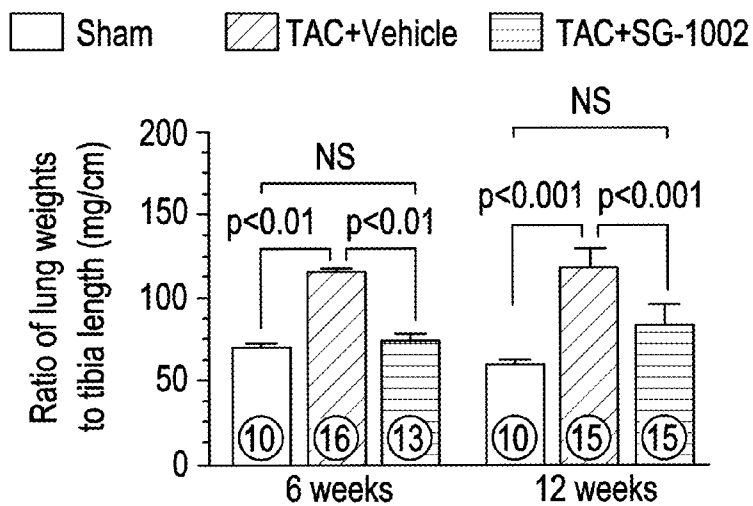 Sham TAC+Vehicle TAC+SG-1002
Ratio of lung weights
to tibia length (mg/cm)
200
150
100
50
0
NS
p<0.01 p<0.01
NS
p<0.001 p<0.001
10 16 13 10 15 15
6 weeks 12 weeks